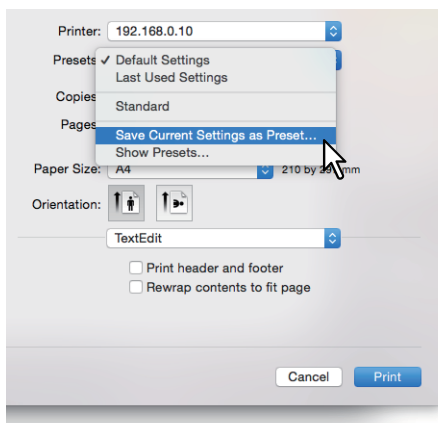 Printer: 192.168.0.10
Presets ✓ Default Settings
Last Used Settings
Copies
Standard
Pages
Save Current Settings as Preset...
Show Presets...
Paper Size: A4 210 by mm
Orientation:
TextEdit
Print header and footer
Rewrap contents to fit page
Cancel Print